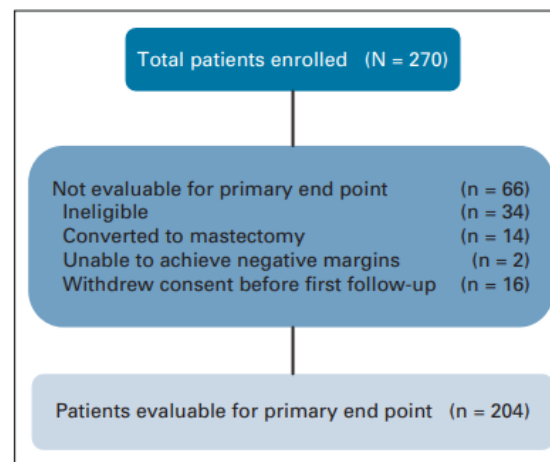 Total patients enrolled (N = 270)
Not evaluable for primary end point (n = 66)
Ineligible (n = 34)
Converted to mastectomy (n = 14)
Unable to achieve negative margins (n = 2)
Withdrew consent before first follow-up (n = 16)
Patients evaluable for primary end point (n = 204)